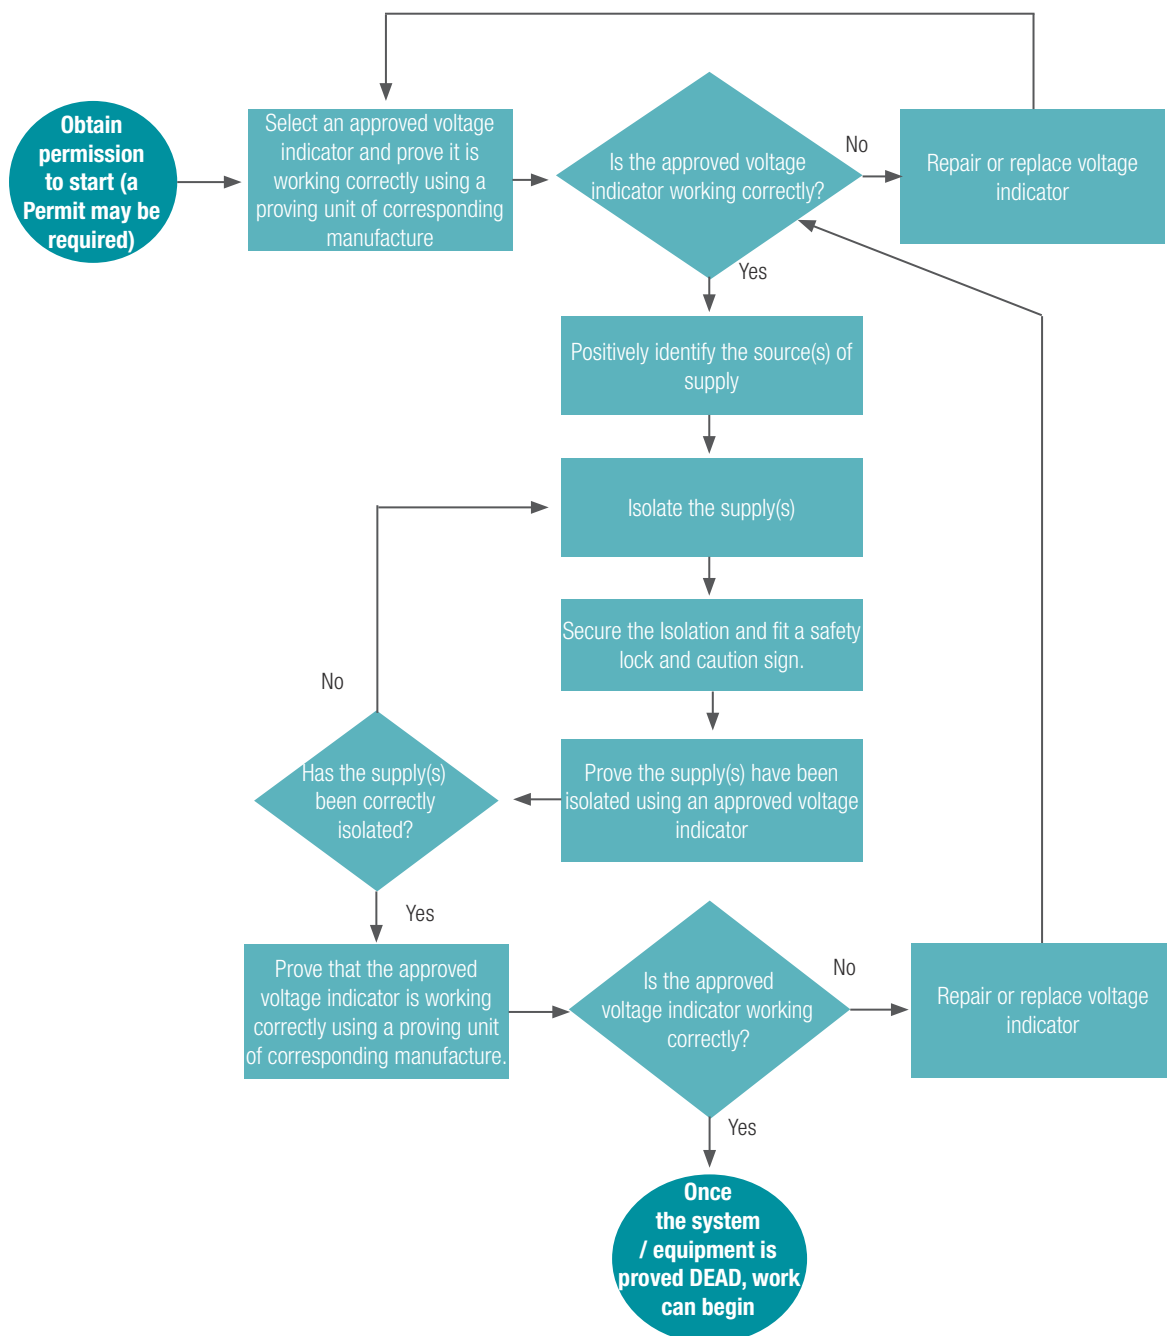 Obtain
permission
to start (a
Permit may be
required)
Select an approved voltage
indicator and prove it is
working correctly using a
proving unit of corresponding
manufacture
Is the approved voltage
indicator working correctly?
No
Repair or replace voltage
indicator
Yes
Positively identify the source(s) of
supply
Isolate the supply(s)
Secure the Isolation and fit a safety
lock and caution sign.
Prove the supply(s) have been
isolated using an approved voltage
indicator
No
Has the supply(s)
been correctly
isolated?
Yes
Prove that the approved
voltage indicator is working
correctly using a proving unit
of corresponding manufacture.
Is the approved
voltage indicator working
correctly?
No
Repair or replace voltage
indicator
Yes
Once
the system
/ equipment is
proved DEAD, work
can begin